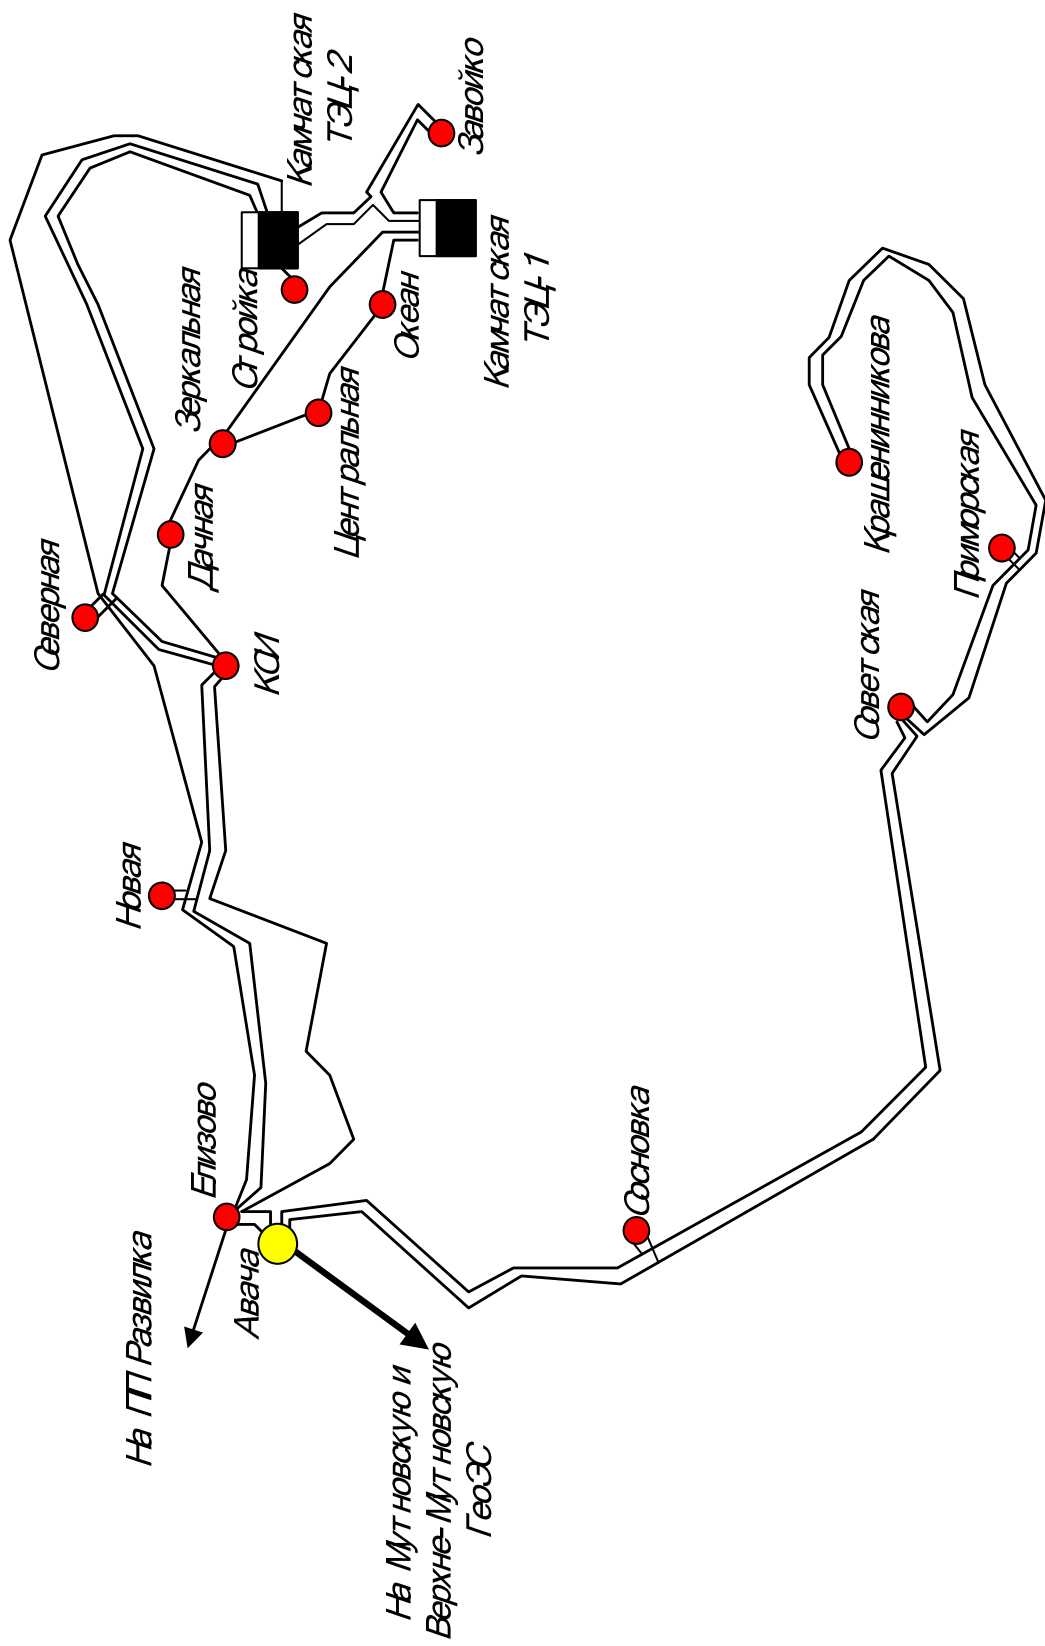 Камчатская
ТЭЦ-2
Завойко
Камчатская
ТЭЦ-1
Стройка
Зеркальная
Океан
Центральная
Дачная
Северная
КСИ
Новая
Елизово
Авача
На ПП Развилка
На Мутновскую и
Верхне-Мутновскую
ГеоЭС
Сосновка
Советская
Приморская
Крашенинникова